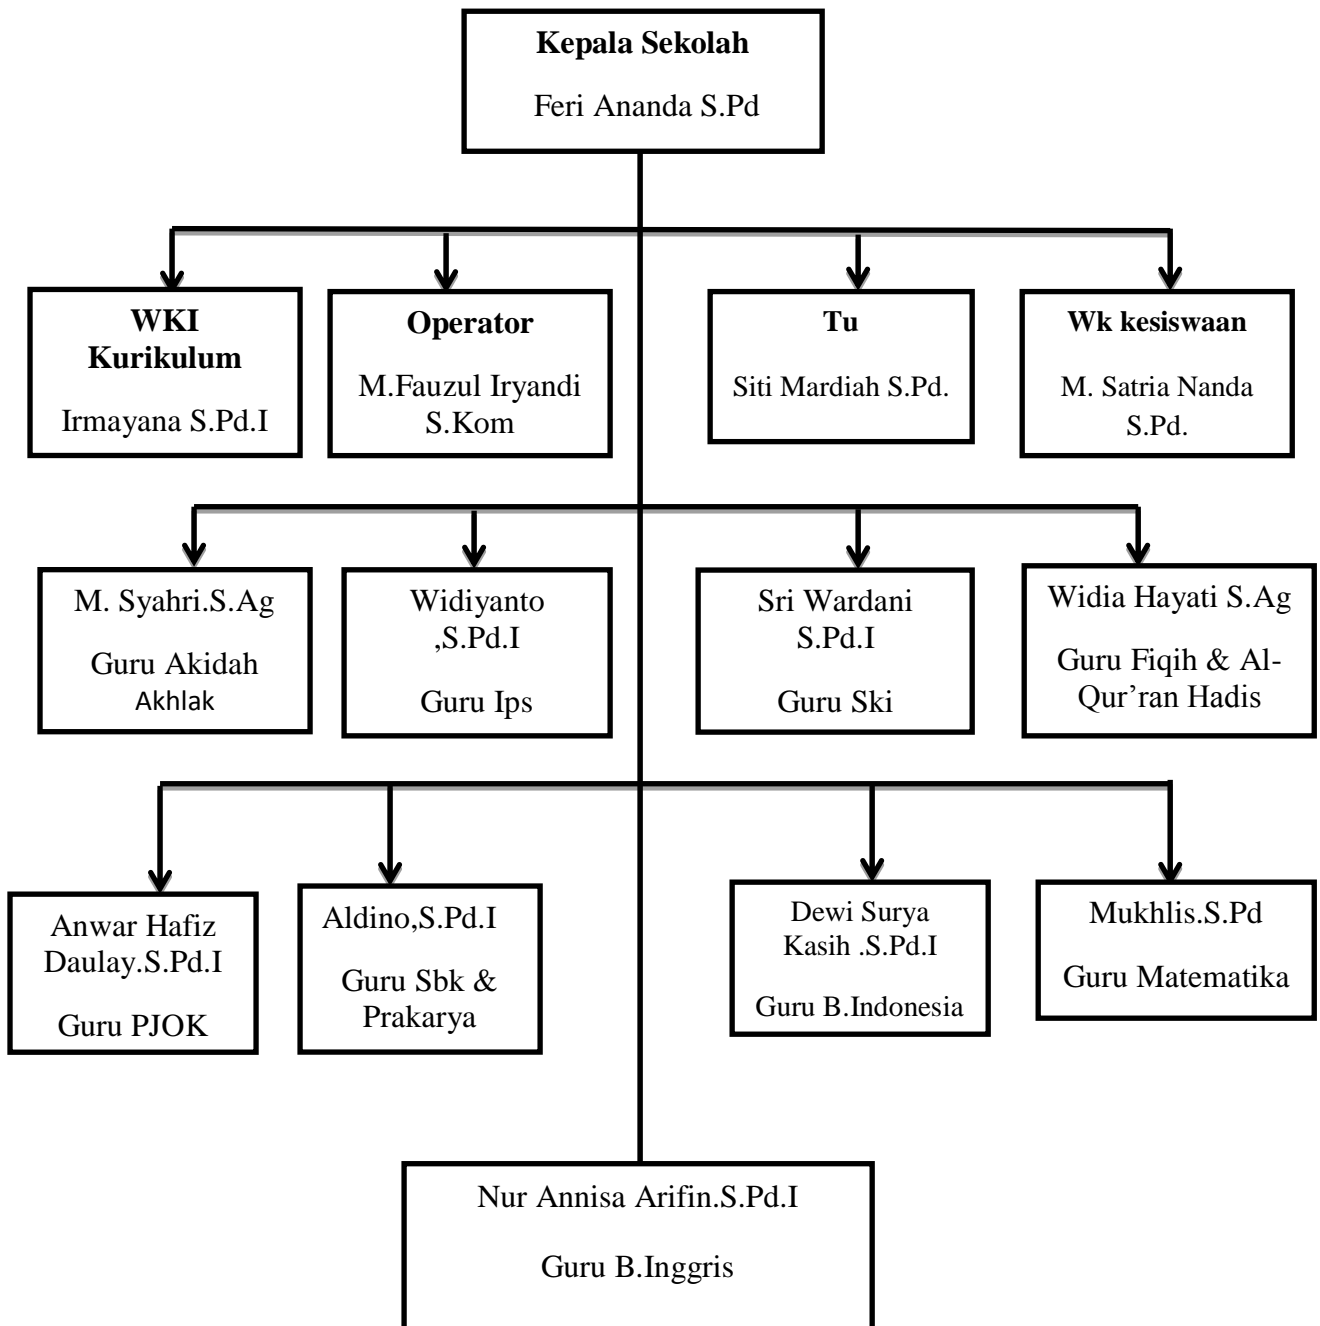 Kepala Sekolah
Feri Ananda S.Pd
WKI
Kurikulum
Irmayana S.Pd.I
Operator
M.Fauzul Iryandi
S.Kom
Tu
Siti Mardiah S.Pd.
Wk kesiswaan
M. Satria Nanda
S.Pd.
M. Syahri.S.Ag
Guru Akidah
Akhlak
Widiyanto
,S.Pd.I
Guru Ips
Sri Wardani
S.Pd.I
Guru Ski
Widia Hayati S.Ag
Guru Fiqih & Al-
Qur’ran Hadis
Anwar Hafiz
Daulay.S.Pd.I
Guru PJOK
Aldino,S.Pd.I
Guru Sbk &
Prakarya
Dewi Surya
Kasih .S.Pd.I
Guru B.Indonesia
Mukhlis.S.Pd
Guru Matematika
Nur Annisa Arifin.S.Pd.I
Guru B.Inggris